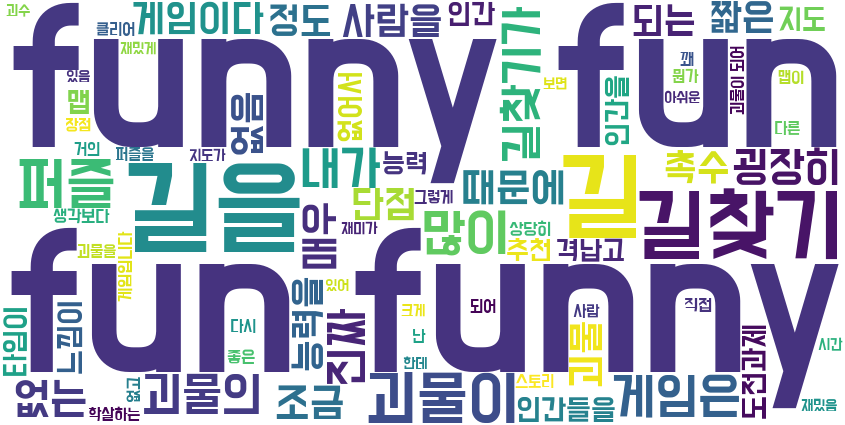 괴수
클리어
게임이다
정도
사람을
인간
되는
짧은
지도
funny fun
재밌게
있음
맵
장점
없음
없어서
길찾기가
보면
인간을
꽤
뭔가
아쉬운
괴물이 되어
맵이
다른
거의
퍼즐을
지도가
퍼즐
길을
내가
능력
그렇게
단점
때문에
길
촉수
굉장히
생각보다
괴물을
게임입니다
맵아
재미가
많이
상당히
추천
격납고
길찾기
fun funny
타임이
느낌이
다시
좋은
능력을
있어
진짜
크게
난
한데
되어
사람
괴물
직접
도전과제
시간
없는
학살하는
없고
괴물의
조금
괴물이
스토리
인간들을
게임은
재밌음